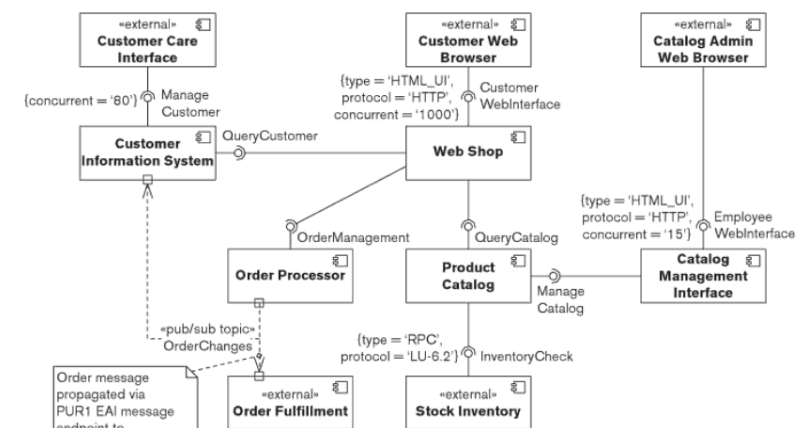 «external»
Customer Care
Interface
«external»
Customer Web
Browser
«external»
Catalog Admin
Web Browser
{concurrent = ‘80’}
Manage
Customer
{type = ‘HTML_UI’,
protocol = ‘HTTP’,
concurrent = ‘1000’}
Customer
WebInterface
Customer
Information System
QueryCustomer
Web Shop
{type = ‘HTML_UI’,
protocol = ‘HTTP’,
concurrent = ‘15’}
Employee
WebInterface
OrderManagement
QueryCatalog
Order Processor
Product
Catalog
Manage
Catalog
Catalog
Management
Interface
«pub/sub topic»
OrderChanges
{type = ‘RPC’,
protocol = ‘LU-6.2’}
InventoryCheck
Order message
propagated via
PUR1 EAI message
endpoint to
«external»
Order Fulfillment
«external»
Stock Inventory